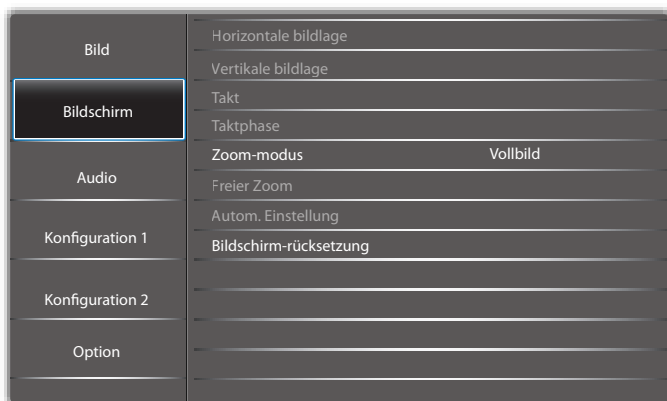 Bild
Bildschirm
Audio
Konfiguration 1
Konfiguration 2
Option
Horizontale bildlage
Vertikale bildlage
Takt
Taktphase
Zoom-modus Vollbild
Freier Zoom
Autom. Einstellung
Bildschirm-rücksetzung